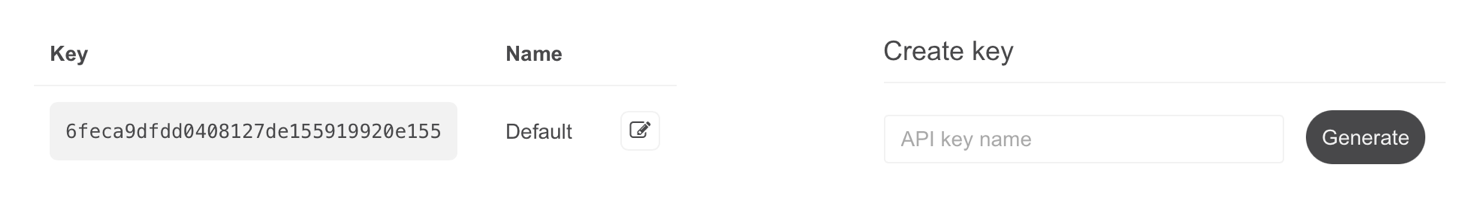 Key Name
6feca9dfdd0408127de155919920e155 Default
Create key
API key name Generate